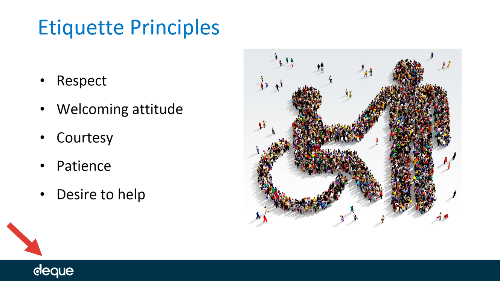 Etiquette Principles
• Respect
• Welcoming attitude
• Courtesy
• Patience
• Desire to help
deque